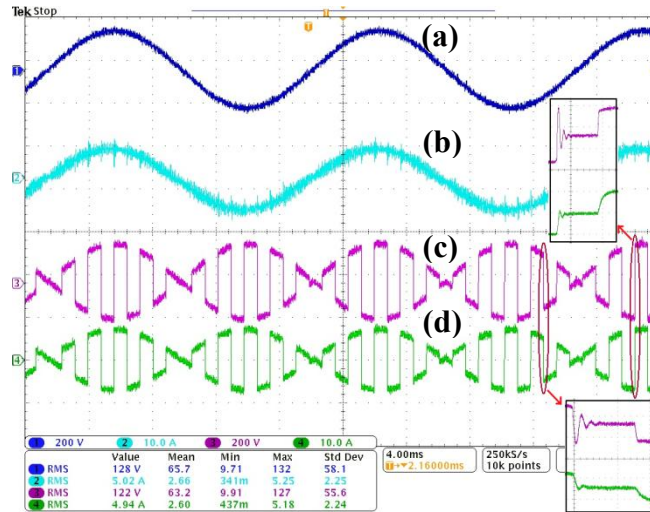 Tek Stop
T
T
(a)
1
(b)
2
(c)
3
(d)
4
1 200 V 2 10.0 A 3 200 V 4 10.0 A
Value Mean Min Max Std Dev
1 RMS 128 V 65.7 9.71 132 58.1
2 RMS 5.02 A 2.66 341m 5.25 2.25
3 RMS 122 V 63.2 9.91 127 55.6
4 RMS 4.94 A 2.60 437m 5.18 2.24
4.00ms
T→▼2.16000ms
250kS/s
10k points